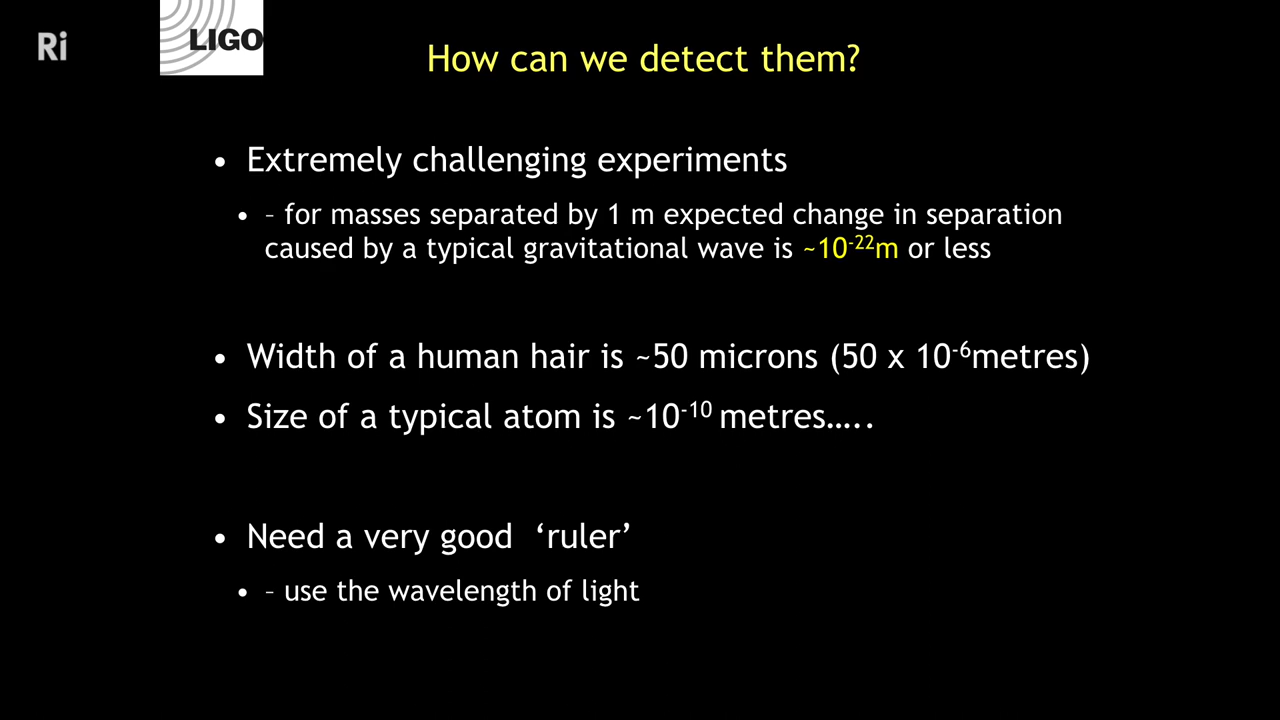 Ri
LIGO
How can we detect them?
• Extremely challenging experiments
• – for masses separated by 1 m expected change in separation
caused by a typical gravitational wave is ~10⁻²²m or less
• Width of a human hair is ~50 microns (50 x 10⁻⁶metres)
• Size of a typical atom is ~10⁻¹⁰ metres…..
• Need a very good ‘ruler’
• – use the wavelength of light